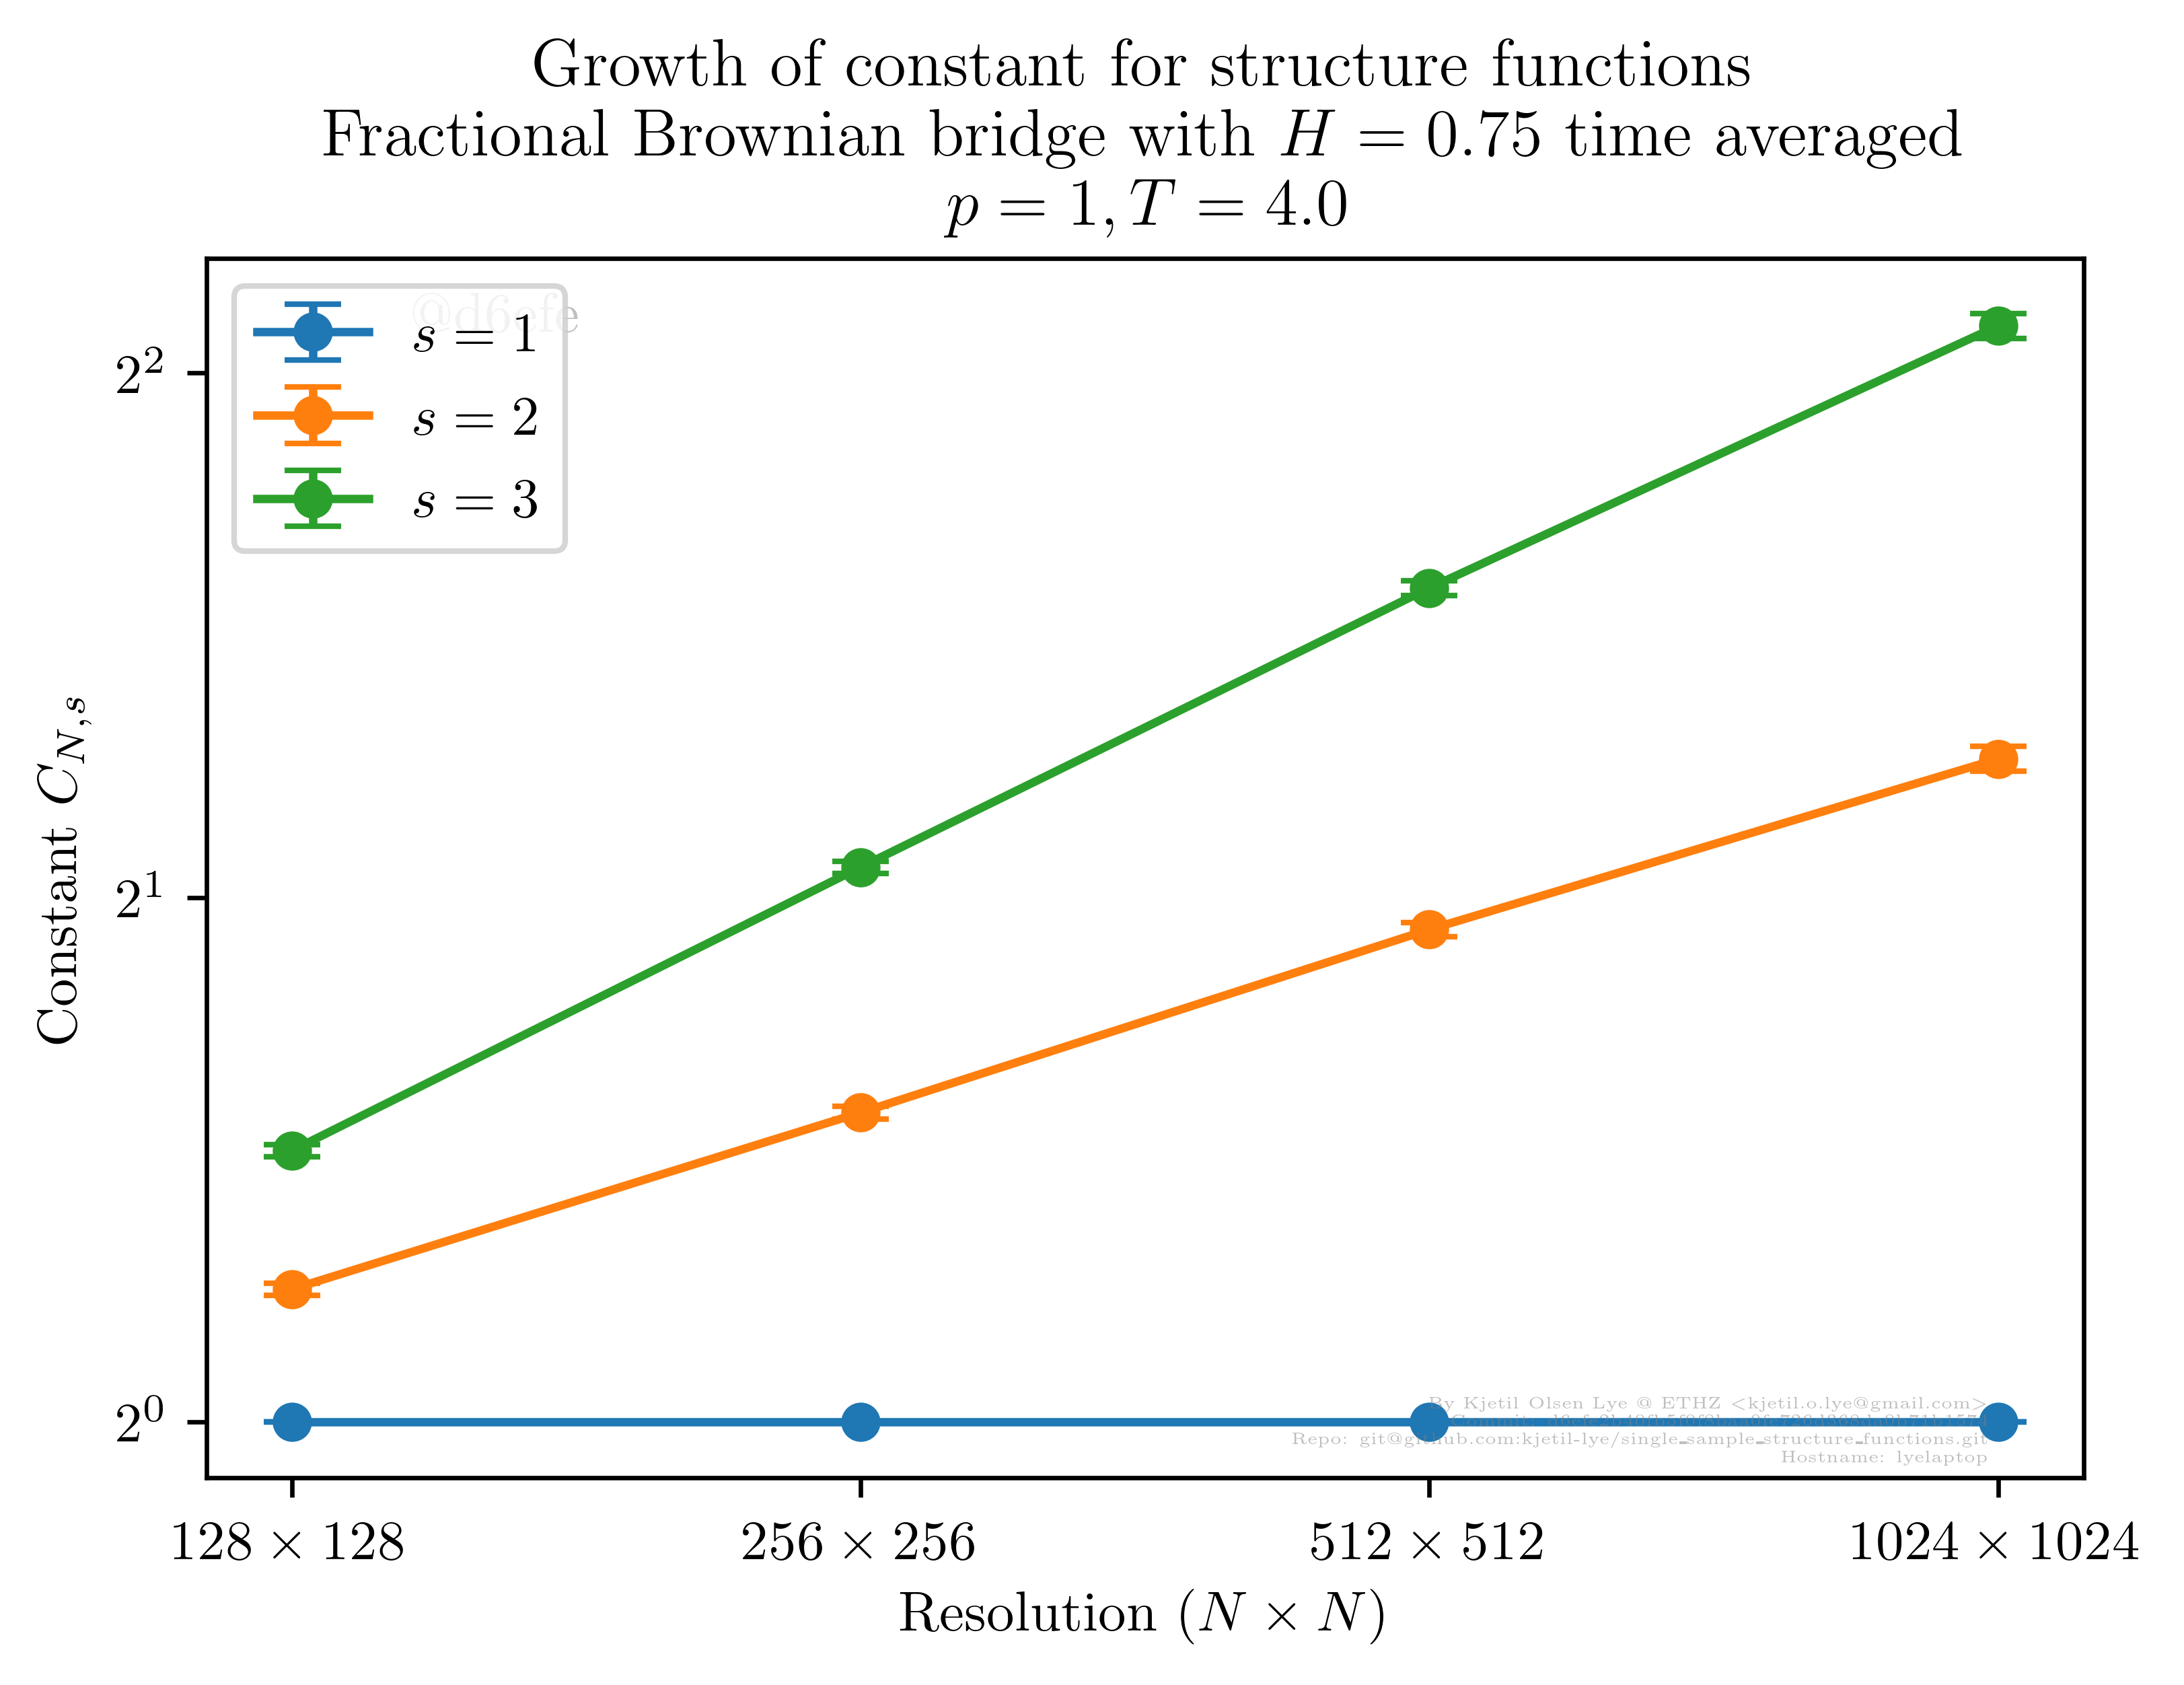 Growth of constant for structure functions
Fractional Brownian bridge with H = 0.75 time averaged
p = 1, T = 4.0
@d6efe
s = 1
s = 2
s = 3
2^2
2^1
2^0
Constant C_{N,s}
By Kjetil Olsen Lye @ ETHZ <kjetil.o.lye@gmail.com>
Commit:
Repo: git@github.com:kjetil-lye/single_sample_structure_functions.git
Hostname: lyelaptop
128 × 128
256 × 256
512 × 512
1024 × 1024
Resolution (N × N)